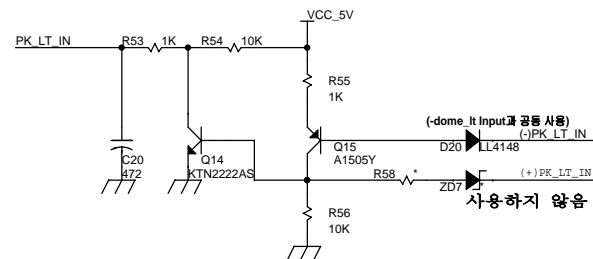 VCC_5V
PK_LT_IN
R53
1K
R54
10K
R55
1K
(-dome_lt Input과 공동 사용)
(-)PK_LT_IN
D20
LL4148
Q15
A1505Y
C20
472
Q14
KTN2222AS
R58
*
(+)PK_LT_IN
ZD7
*
사용하지 않음
R56
10K